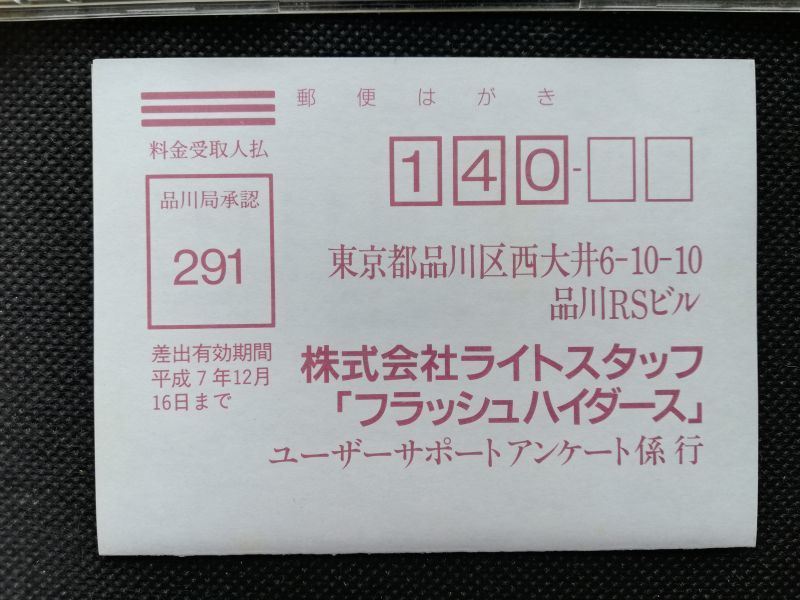 郵便はがき
料金受取人払
140-
品川局承認
291
東京都品川区西大井6-10-10
品川RSビル
差出有効期間
平成7年12月
16日まで
株式会社ライトスタッフ
「フラッシュハイダース」
ユーザーサポートアンケート係 行